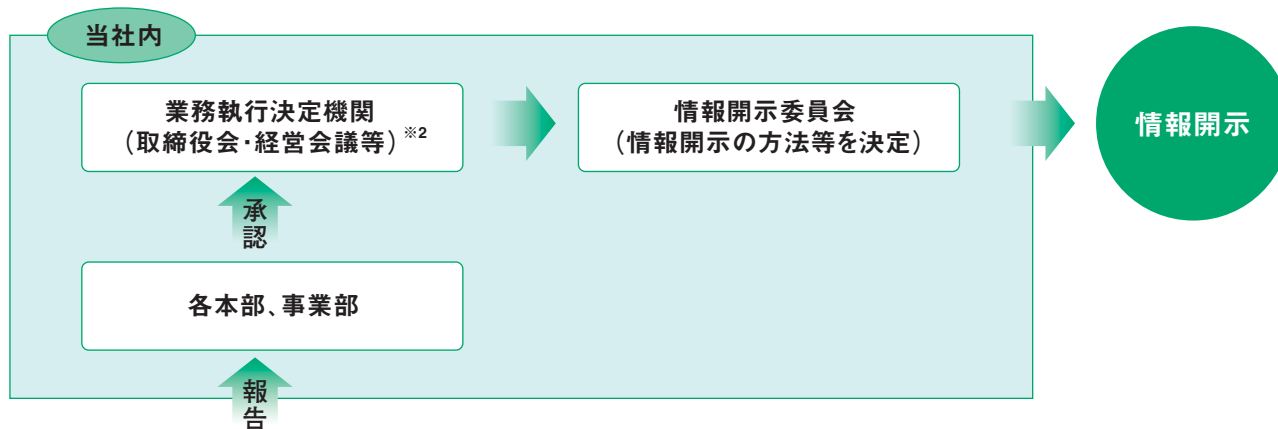 当社内
業務執行決定機関
（取締役会・経営会議等）※2
情報開示委員会
（情報開示の方法等を決定）
情報開示
承認
各本部、事業部
報告